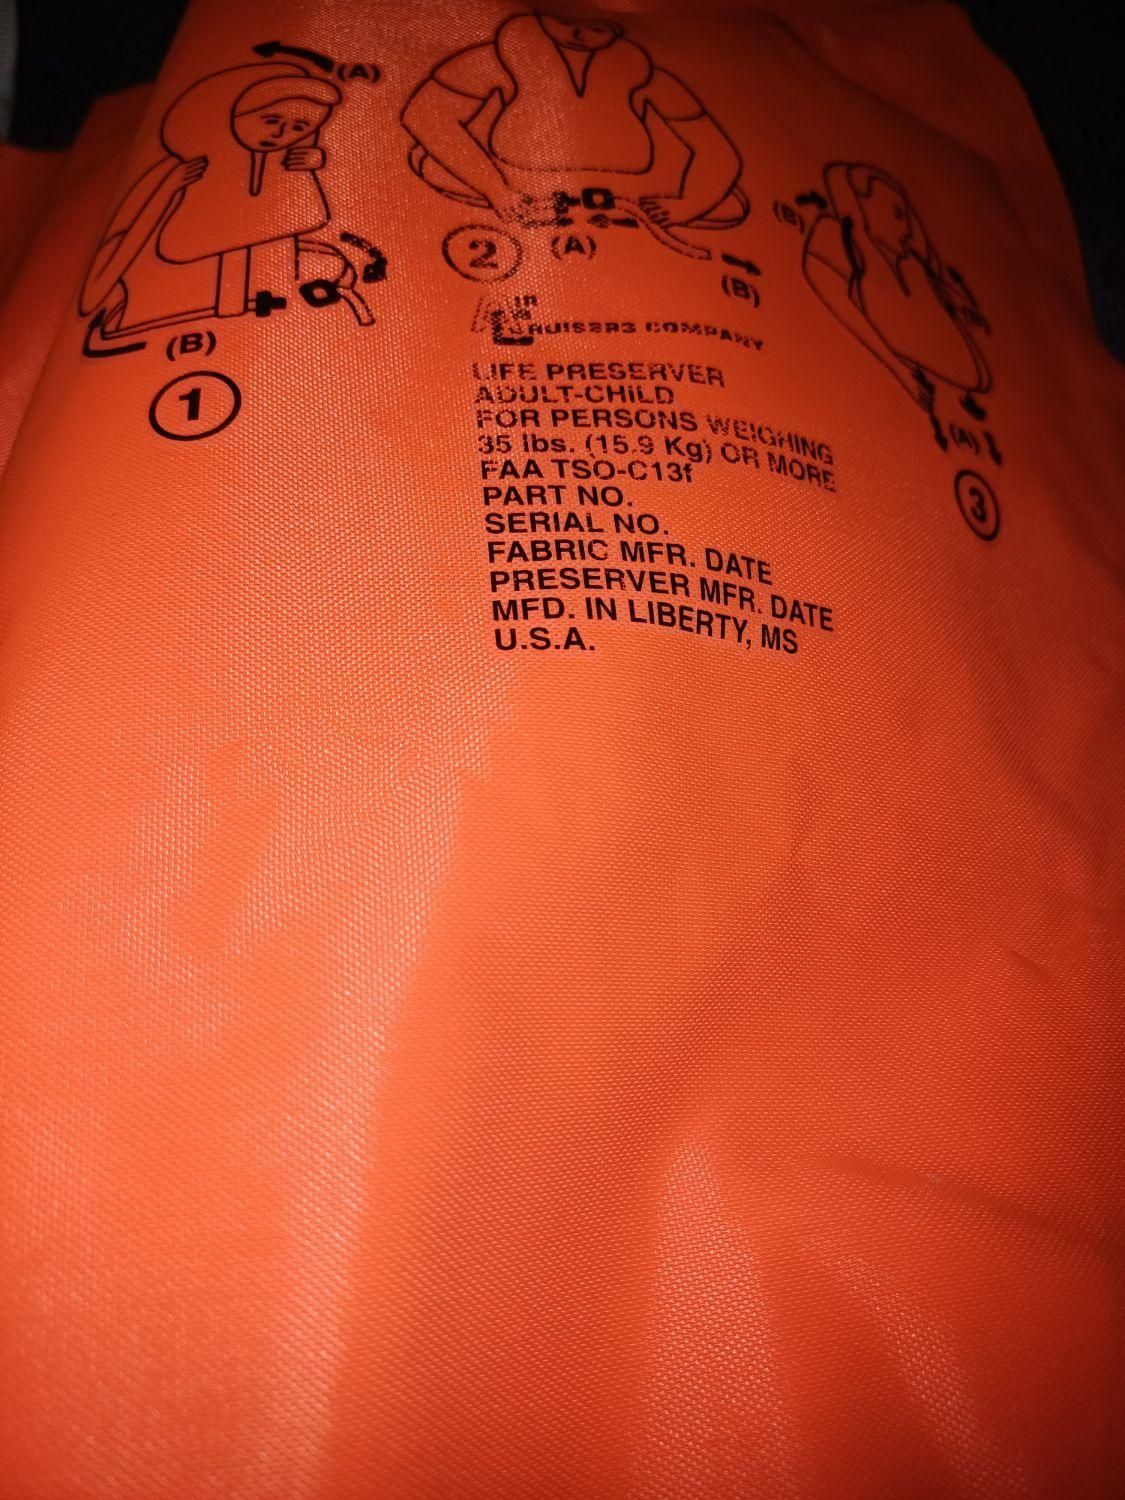 (A)
(B)
1
2
(A)
(B)
RUISERS COMPANY
LIFE PRESERVER
ADULT-CHILD
FOR PERSONS WEIGHING
35 lbs. (15.9 Kg) OR MORE
FAA TSO-C13f
PART NO.
SERIAL NO.
FABRIC MFR. DATE
PRESERVER MFR. DATE
MFD. IN LIBERTY, MS
U.S.A.
(B)
(B)
(A)
3